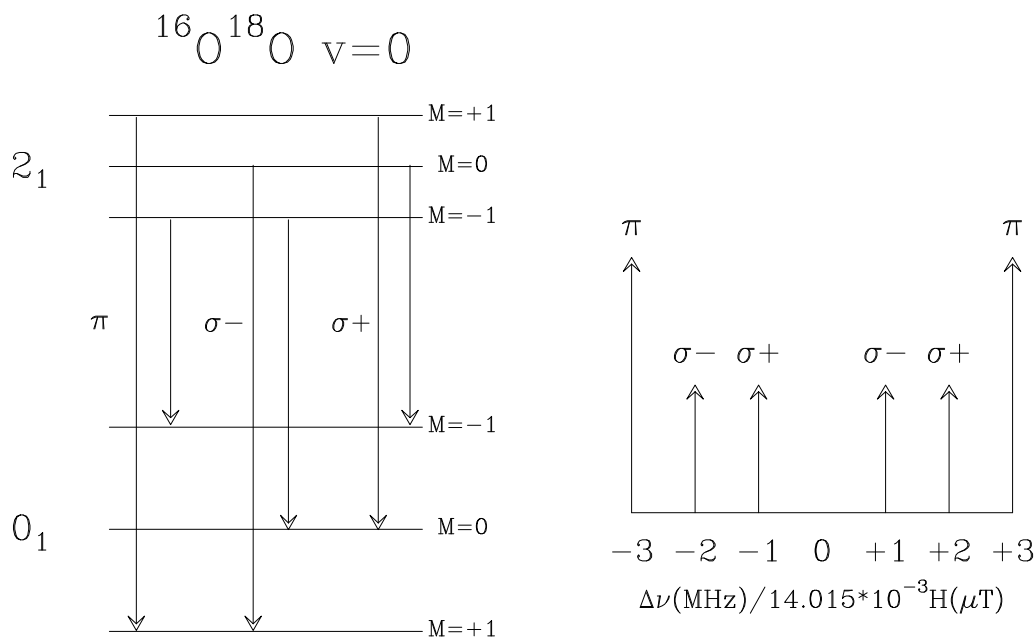 ¹⁶O¹⁸O v=0
M=+1
2₁
M=0
M=−1
π
σ−
σ+
M=−1
0₁
M=0
M=+1
π
π
σ−
σ+
σ−
σ+
−3 −2 −1 0 +1 +2 +3
Δν(MHz)/14.015*10⁻³H(μT)